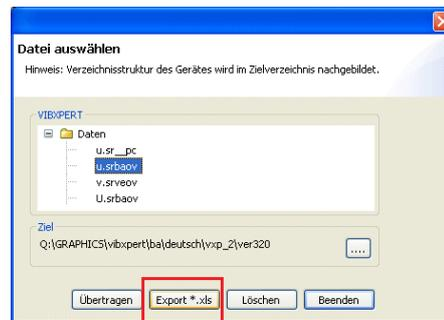 Datei auswählen
Hinweis: Verzeichnisstruktur des Gerätes wird im Zielverzeichnis nachgebildet.
VIBXPERT
Daten
u.sr__pc
u.srbaov
v.srveov
U.srbaov
Ziel
Q:\GRAPHICS\vibxpert\ba\deutsch\vxp_2\ver320
....
Übertragen Export *.xls Löschen Beenden